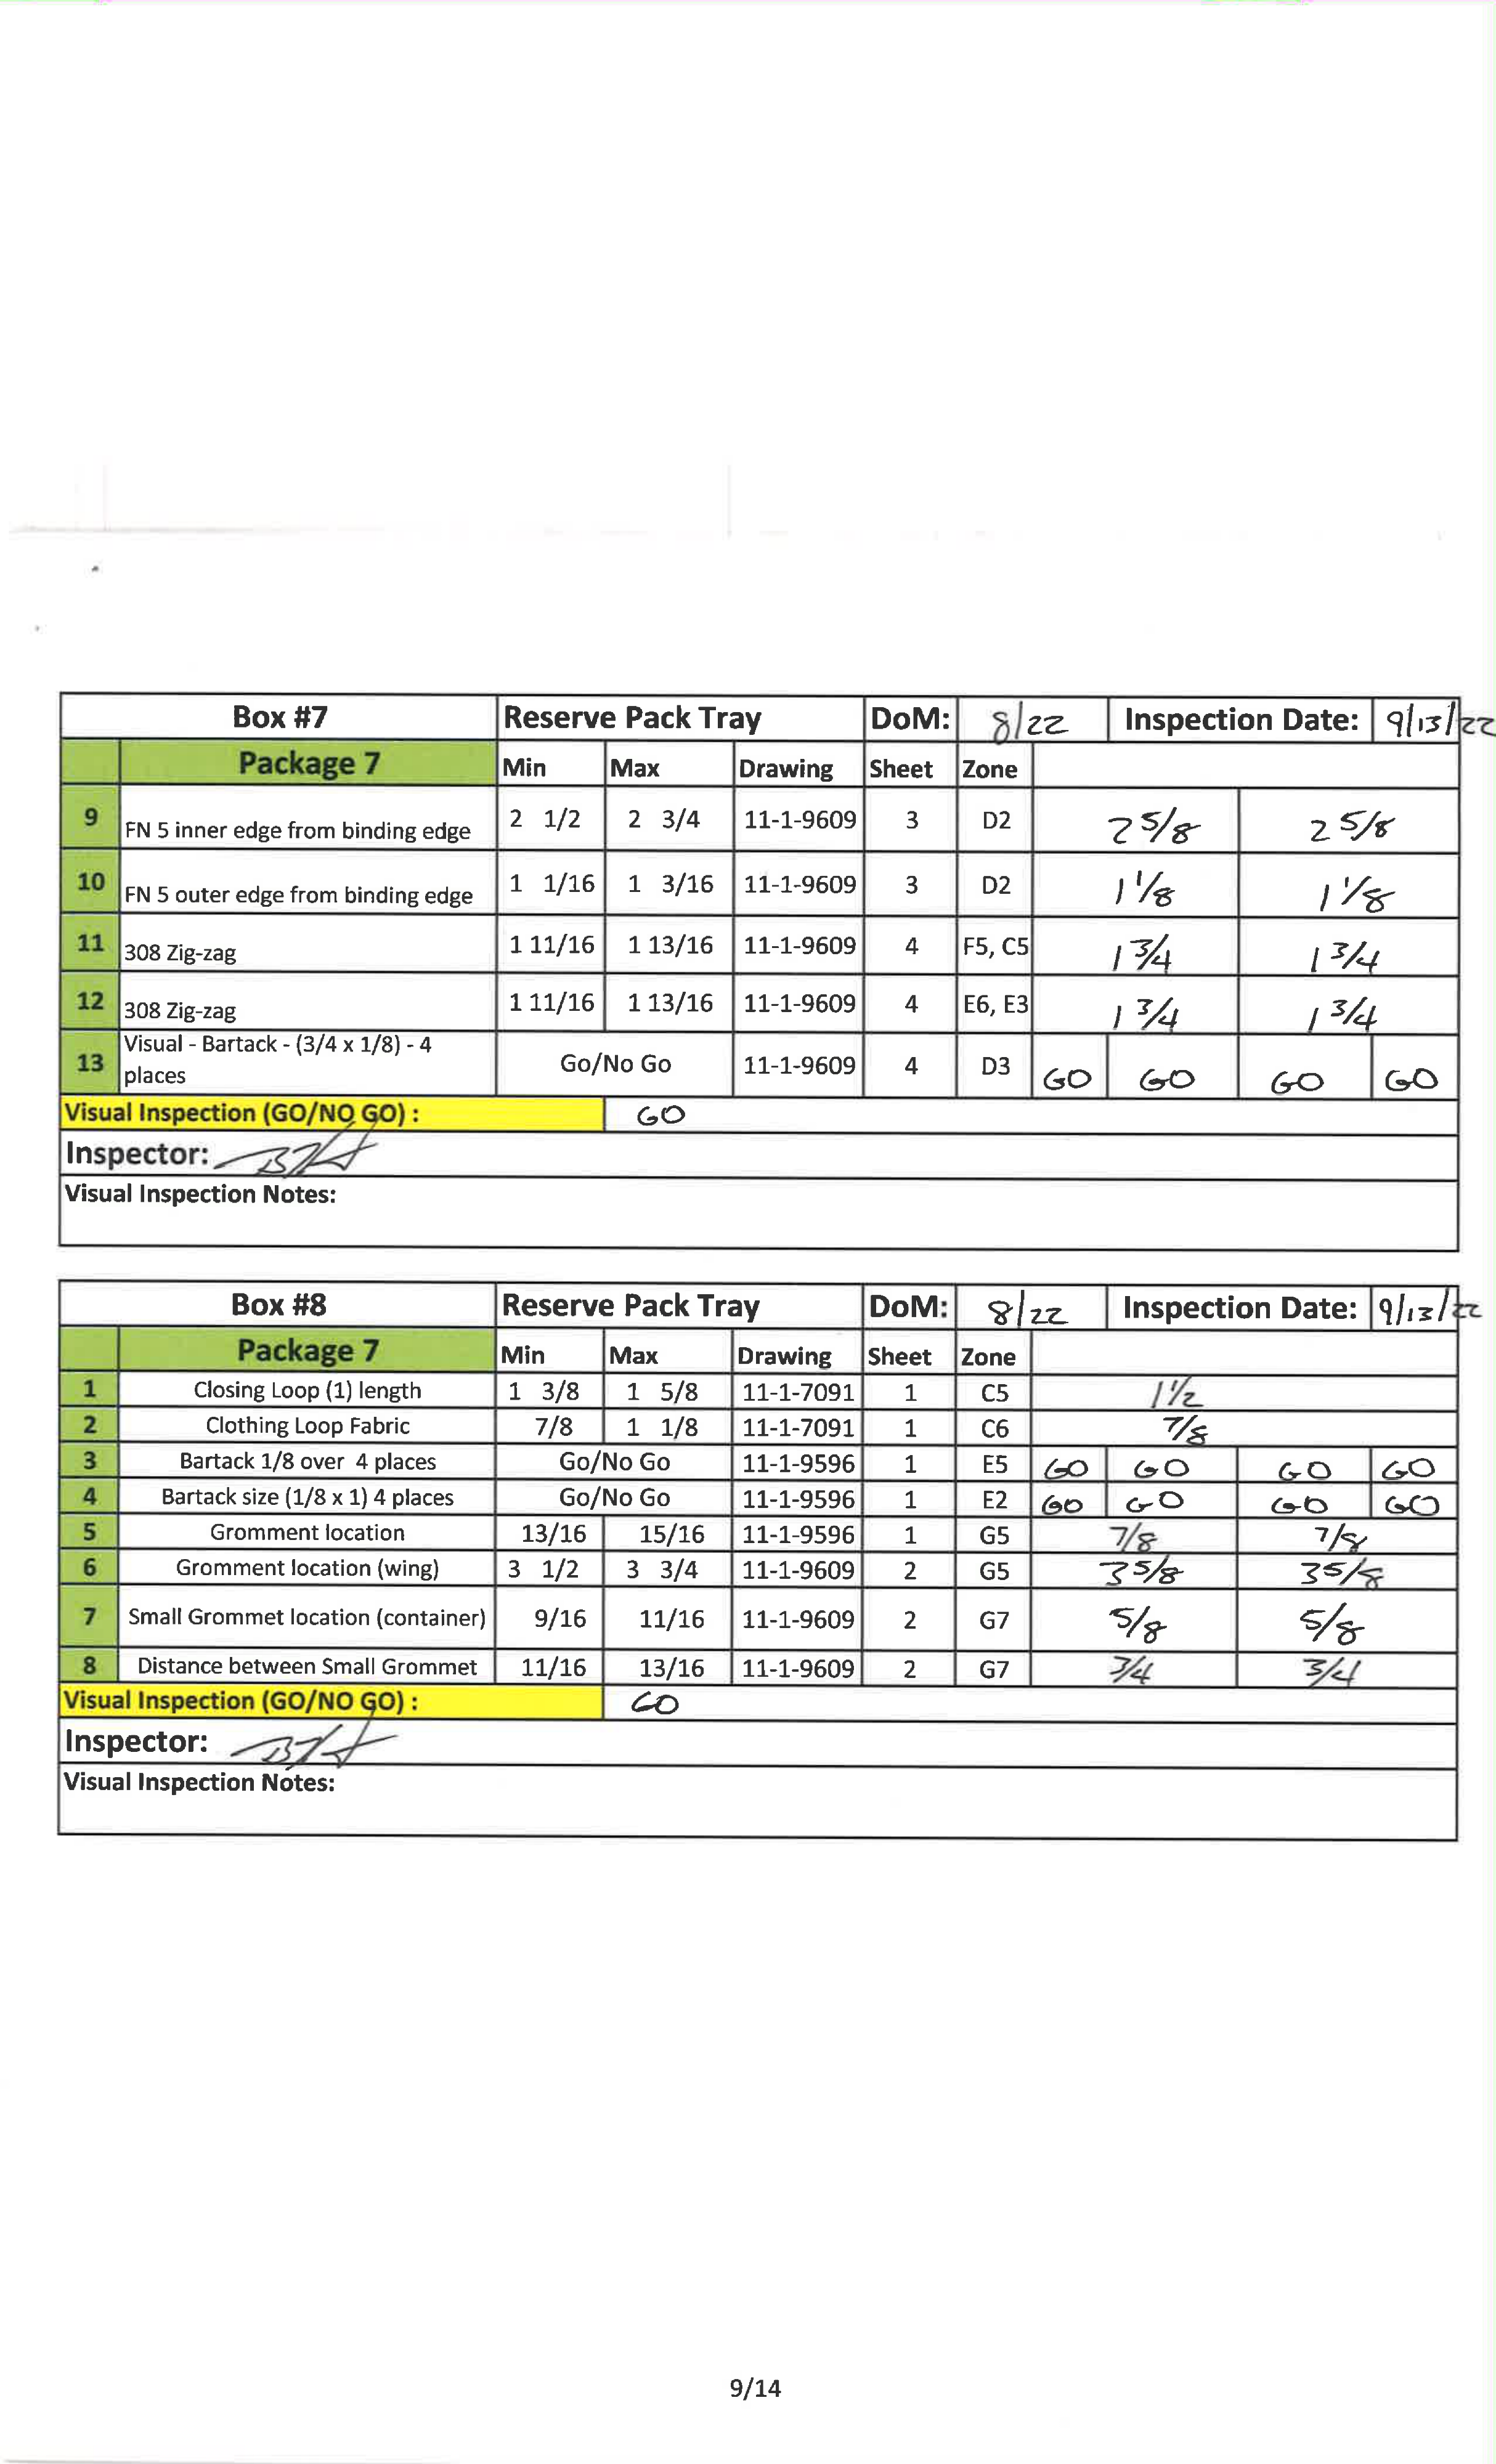 Box #7 Reserve Pack Tray DoM: 8/22 Inspection Date: 9/13/22
Package 7 Min Max Drawing Sheet Zone
9 FN 5 inner edge from binding edge 2 1/2 2 3/4 11-1-9609 3 D2 2 5/8 2 5/8
10 FN 5 outer edge from binding edge 1 1/16 1 3/16 11-1-9609 3 D2 1 1/8 1 1/8
11 308 Zig-zag 1 11/16 1 13/16 11-1-9609 4 F5, C5 1 3/4 1 3/4
12 308 Zig-zag 1 11/16 1 13/16 11-1-9609 4 E6, E3 1 3/4 1 3/4
13 Visual - Bartack - (3/4 x 1/8) - 4
places Go/No Go 11-1-9609 4 D3 GO GO GO GO
Visual Inspection (GO/NO GO) : GO
Inspector:
Visual Inspection Notes:
Box #8 Reserve Pack Tray DoM: 8/22 Inspection Date: 9/13/22
Package 7 Min Max Drawing Sheet Zone
1 Closing Loop (1) length 1 3/8 1 5/8 11-1-7091 1 C5 1 1/2
2 Clothing Loop Fabric 7/8 1 1/8 11-1-7091 1 C6 7/8
3 Bartack 1/8 over 4 places Go/No Go 11-1-9596 1 E5 GO GO GO GO
4 Bartack size (1/8 x 1) 4 places Go/No Go 11-1-9596 1 E2 GO GO GO GO
5 Gromment location 13/16 15/16 11-1-9596 1 G5 7/8 7/8
6 Gromment location (wing) 3 1/2 3 3/4 11-1-9609 2 G5 3 5/8 3 5/8
7 Small Grommet location (container) 9/16 11/16 11-1-9609 2 G7 5/8 5/8
8 Distance between Small Grommet 11/16 13/16 11-1-9609 2 G7 3/4 3/4
Visual Inspection (GO/NO GO) : GO
Inspector:
Visual Inspection Notes:
9/14